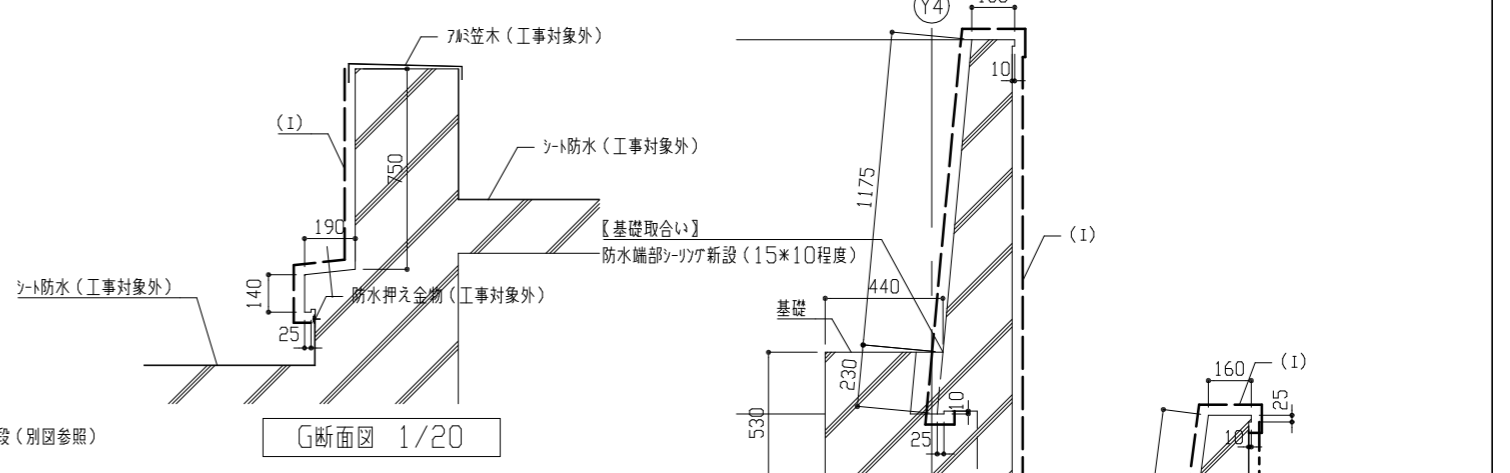 ｱﾙﾐ笠木（工事対象外）
(I)
750
ｼｰﾄ防水（工事対象外）
190
140
25
ｼｰﾄ防水（工事対象外）
防水押え金物（工事対象外）
段（別図参照）
G断面図 1/20
Y4
10
1175
【基礎取合い】
防水端部ｼｰﾘﾝｸﾞ新設（15*10程度）
(I)
440
基礎
230
530
10
25
160
(I)
25
10